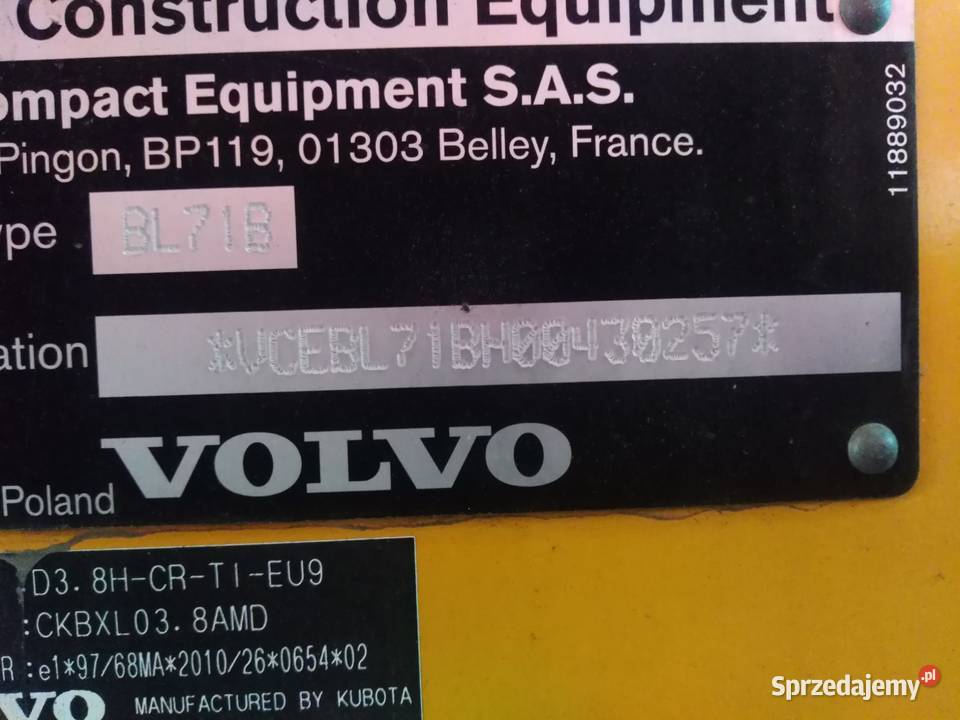 Construction Equipment
ompact Equipment S.A.S.
Pingon, BP119, 01303 Belley, France.
11889032
ype BL71B
ation *VCEBL71BH00430257*
VOLVO
Poland
D3.8H-CR-TI-EU9
:CKBXL03.8AMD
R :e1*97/68MA*2010/26*0654*02
VO MANUFACTURED BY KUBOTA
Sprzedajemy.pl